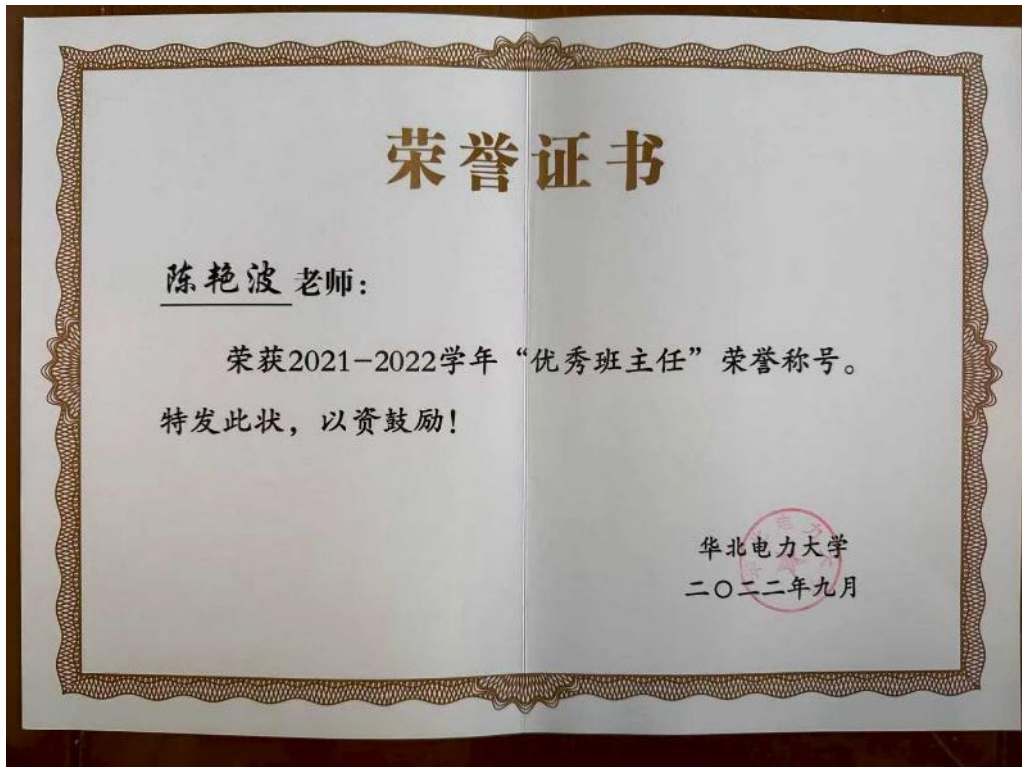 荣誉证书
陈艳波 老师：
荣获2021-2022学年“优秀班主任”荣誉称号。
特发此状，以资鼓励！
华北电力大学
二〇二二年九月